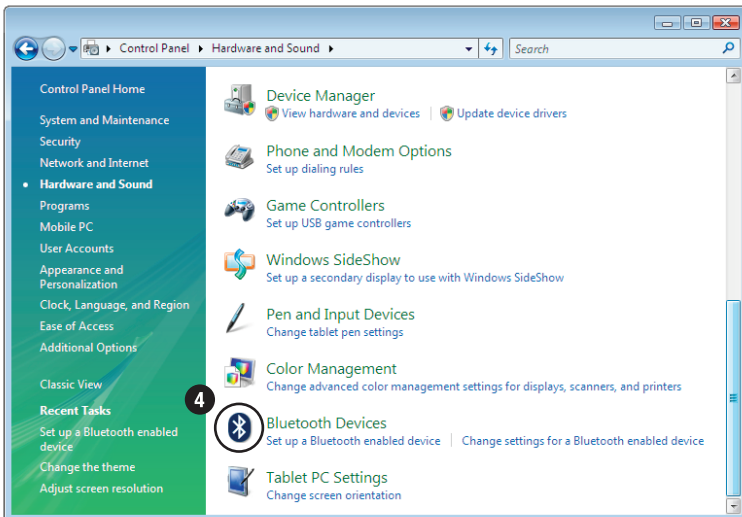 Control Panel Hardware and Sound Search
Control Panel Home
System and Maintenance
Security
Network and Internet
Hardware and Sound
Programs
Mobile PC
User Accounts
Appearance and
Personalization
Clock, Language, and Region
Ease of Access
Additional Options
Classic View
Recent Tasks
Set up a Bluetooth enabled
device
Change the theme
Adjust screen resolution
Device Manager
View hardware and devices Update device drivers
Phone and Modem Options
Set up dialing rules
Game Controllers
Set up USB game controllers
Windows SideShow
Set up a secondary display to use with Windows SideShow
Pen and Input Devices
Change tablet pen settings
Color Management
Change advanced color management settings for displays, scanners, and printers
4
Bluetooth Devices
Set up a Bluetooth enabled device Change settings for a Bluetooth enabled device
Tablet PC Settings
Change screen orientation